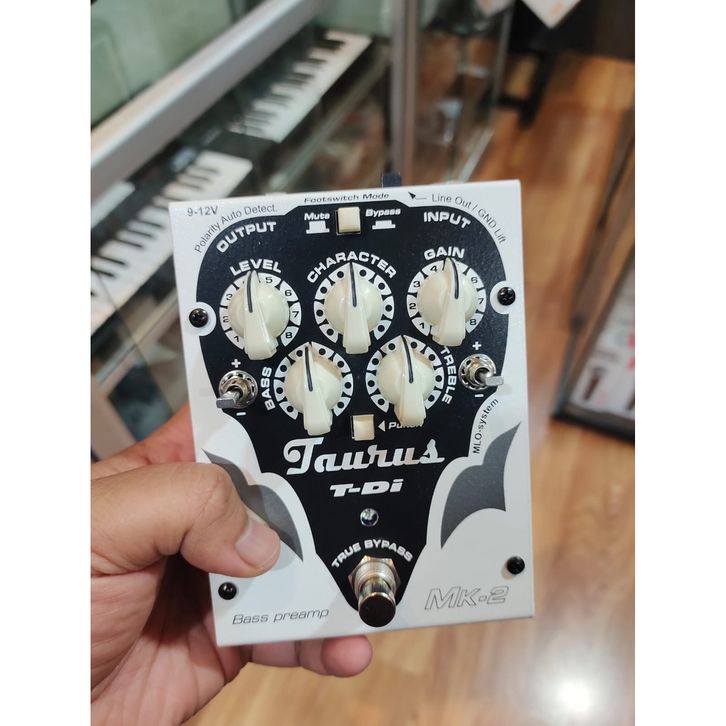 Footswitch Mode
9-12V
Polarity Auto Detect.
Mute
Bypass
Line Out / GND Lift
OUTPUT
INPUT
LEVEL
CHARACTER
GAIN
BASS
TREBLE
+
-
+
-
MLO-system
Taurus
T-Di
TRUE BYPASS
Bass preamp
MK-2